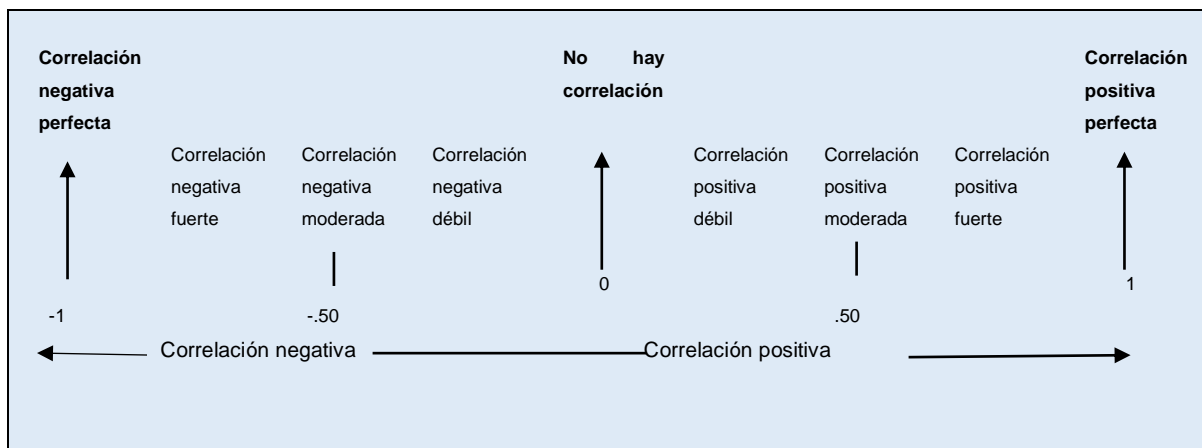 Correlación
negativa
perfecta
No hay
correlación
Correlación
positiva
perfecta
Correlación
negativa
fuerte
Correlación
negativa
moderada
Correlación
negativa
débil
Correlación
positiva
débil
Correlación
positiva
moderada
Correlación
positiva
fuerte
-1
-.50
0
.50
1
Correlación negativa
Correlación positiva